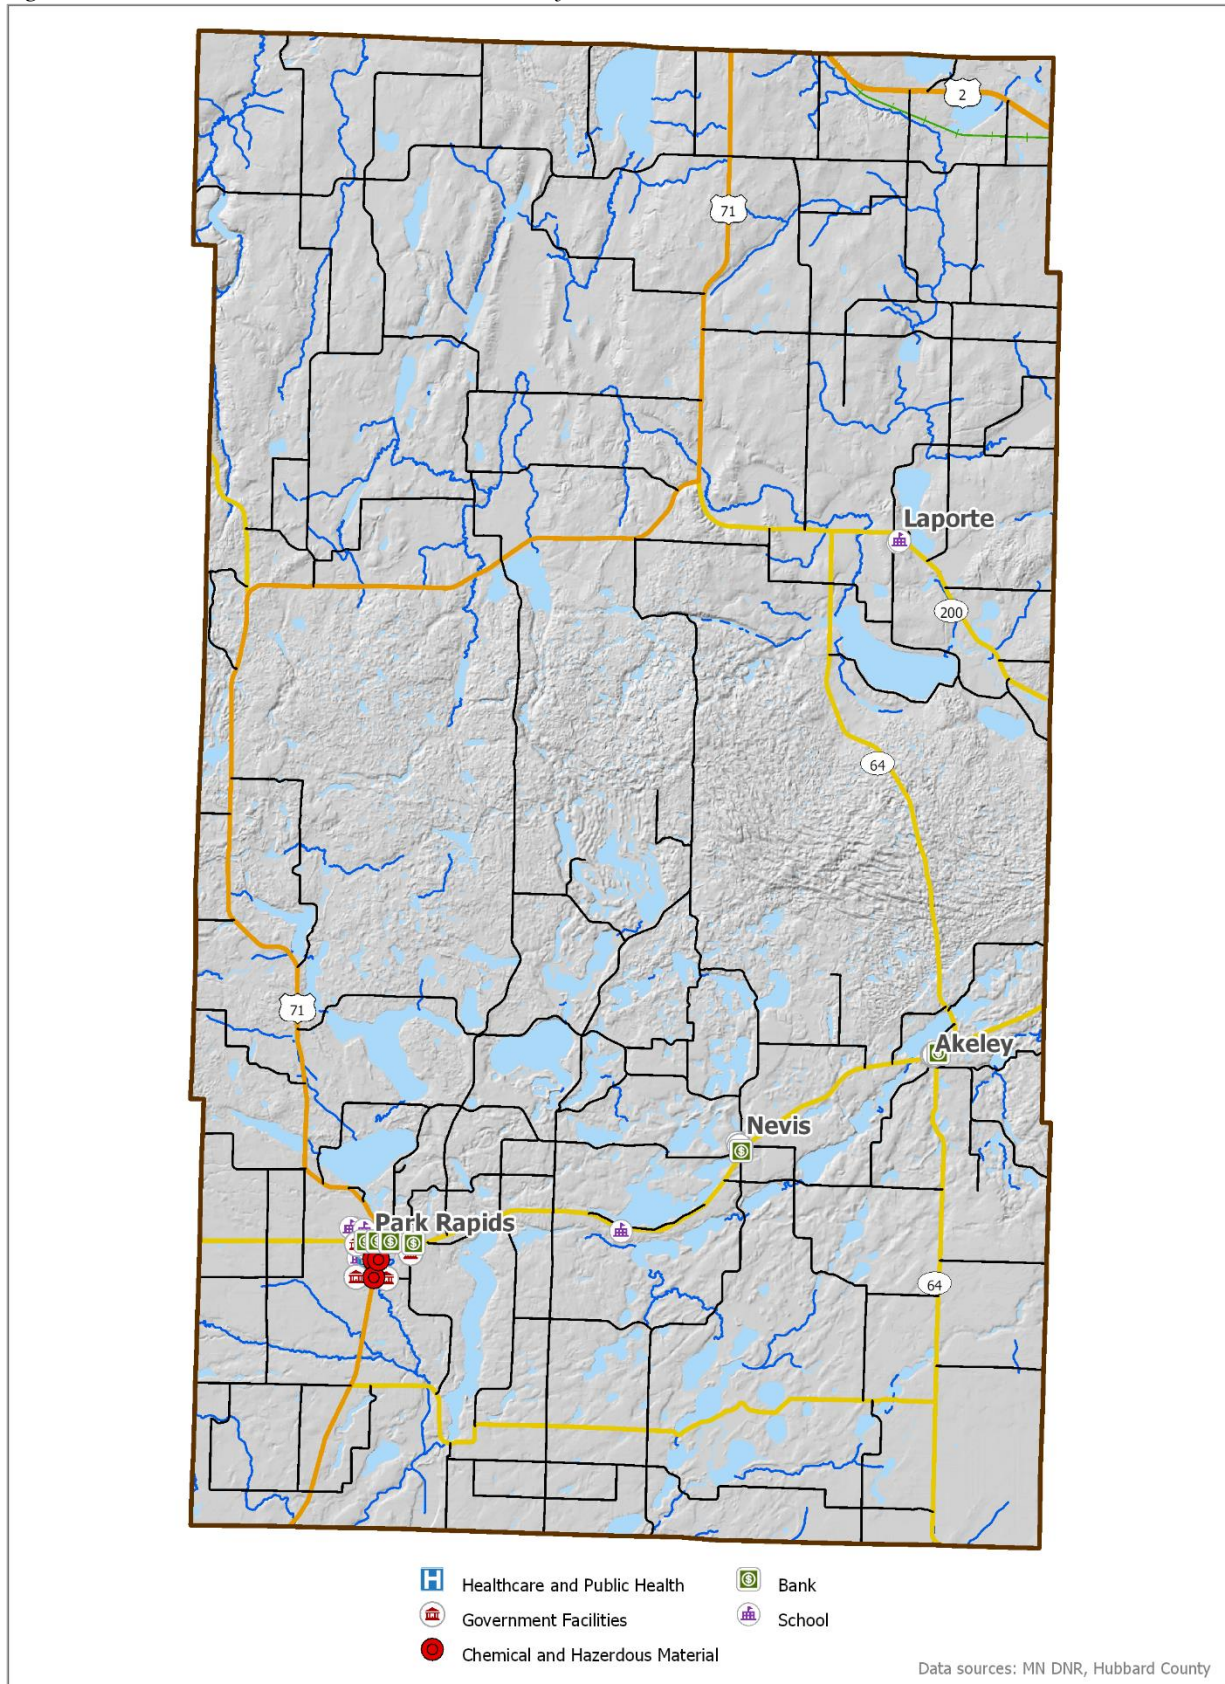 2
71
Laporte
200
64
71
Akeley
Nevis
Park Rapids
64
H Healthcare and Public Health
$ Bank
Government Facilities
School
Chemical and Hazardous Material
Data sources: MN DNR, Hubbard County